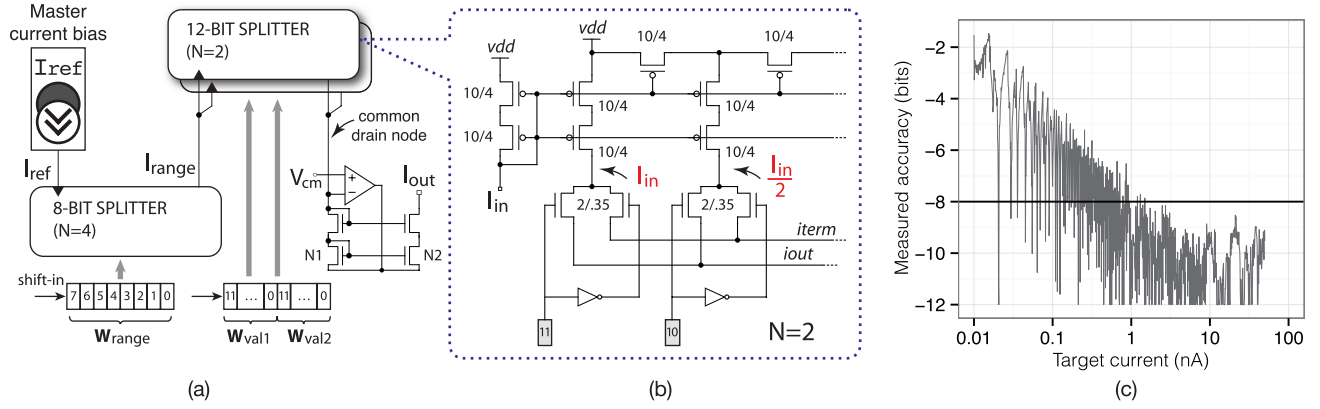 Master
current bias
Iref
Iref
8-BIT SPLITTER
(N=4)
Irange
12-BIT SPLITTER
(N=2)
common
drain node
Vcm
+
−
Iout
N1
N2
shift-in
7 6 5 4 3 2 1 0
Wrange
11 ... 0 11 ... 0
Wval1 Wval2
(a)
vdd
vdd
10/4
10/4
10/4
10/4
10/4
10/4
10/4
10/4
10/4
Iin
Iin
Iin
2
2/.35
2/.35
iterm
iout
11
10
N=2
(b)
Measured accuracy (bits)
−2
−4
−6
−8
−10
−12
0.01 0.1 1 10 100
Target current (nA)
(c)